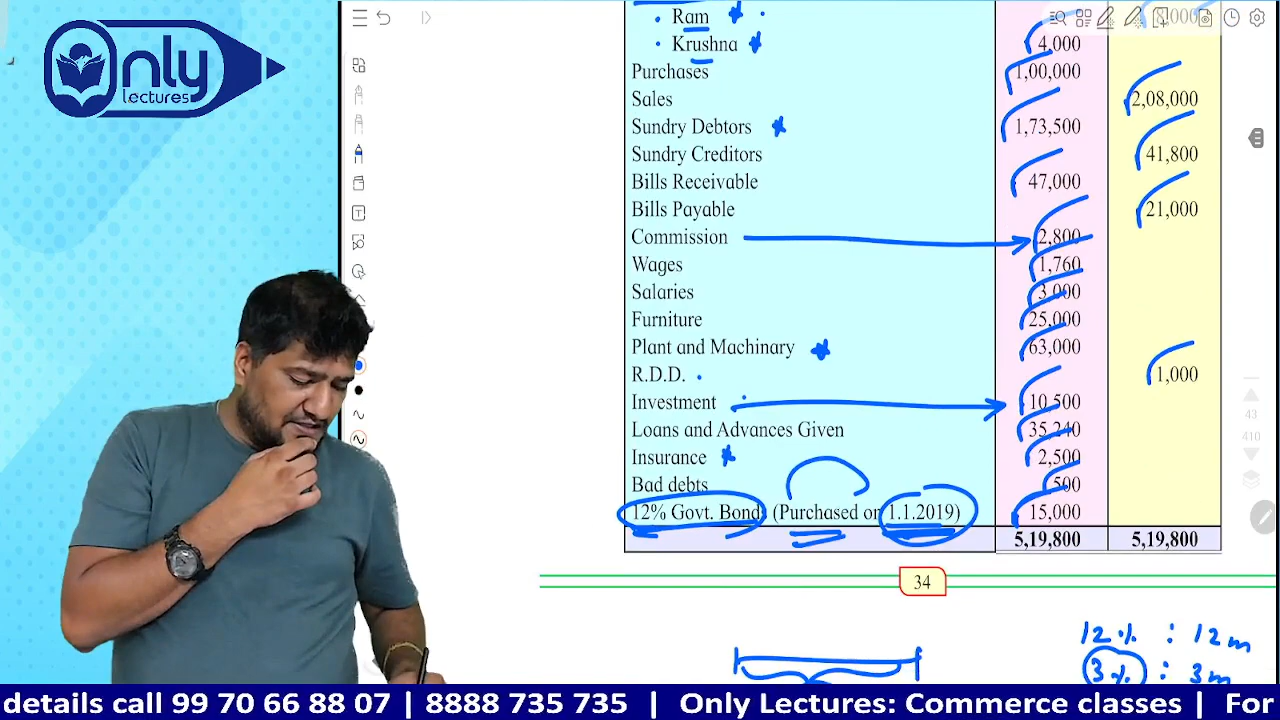 Only
lectures
• Ram 8,000
• Krushna 4,000
Purchases 1,00,000
Sales 2,08,000
Sundry Debtors 1,73,500
Sundry Creditors 41,800
Bills Receivable 47,000
Bills Payable 21,000
Commission 2,800
Wages 1,760
Salaries 3,000
Furniture 25,000
Plant and Machinary 63,000
R.D.D. 1,000
Investment 10,500
Loans and Advances Given 35,240
Insurance 2,500
Bad debts 500
12% Govt. Bonds (Purchased on 1.1.2019) 15,000
5,19,800 5,19,800
34
12% : 12m
3% : 3m
43
410
details call 99 70 66 88 07 | 8888 735 735 | Only Lectures: Commerce classes | For